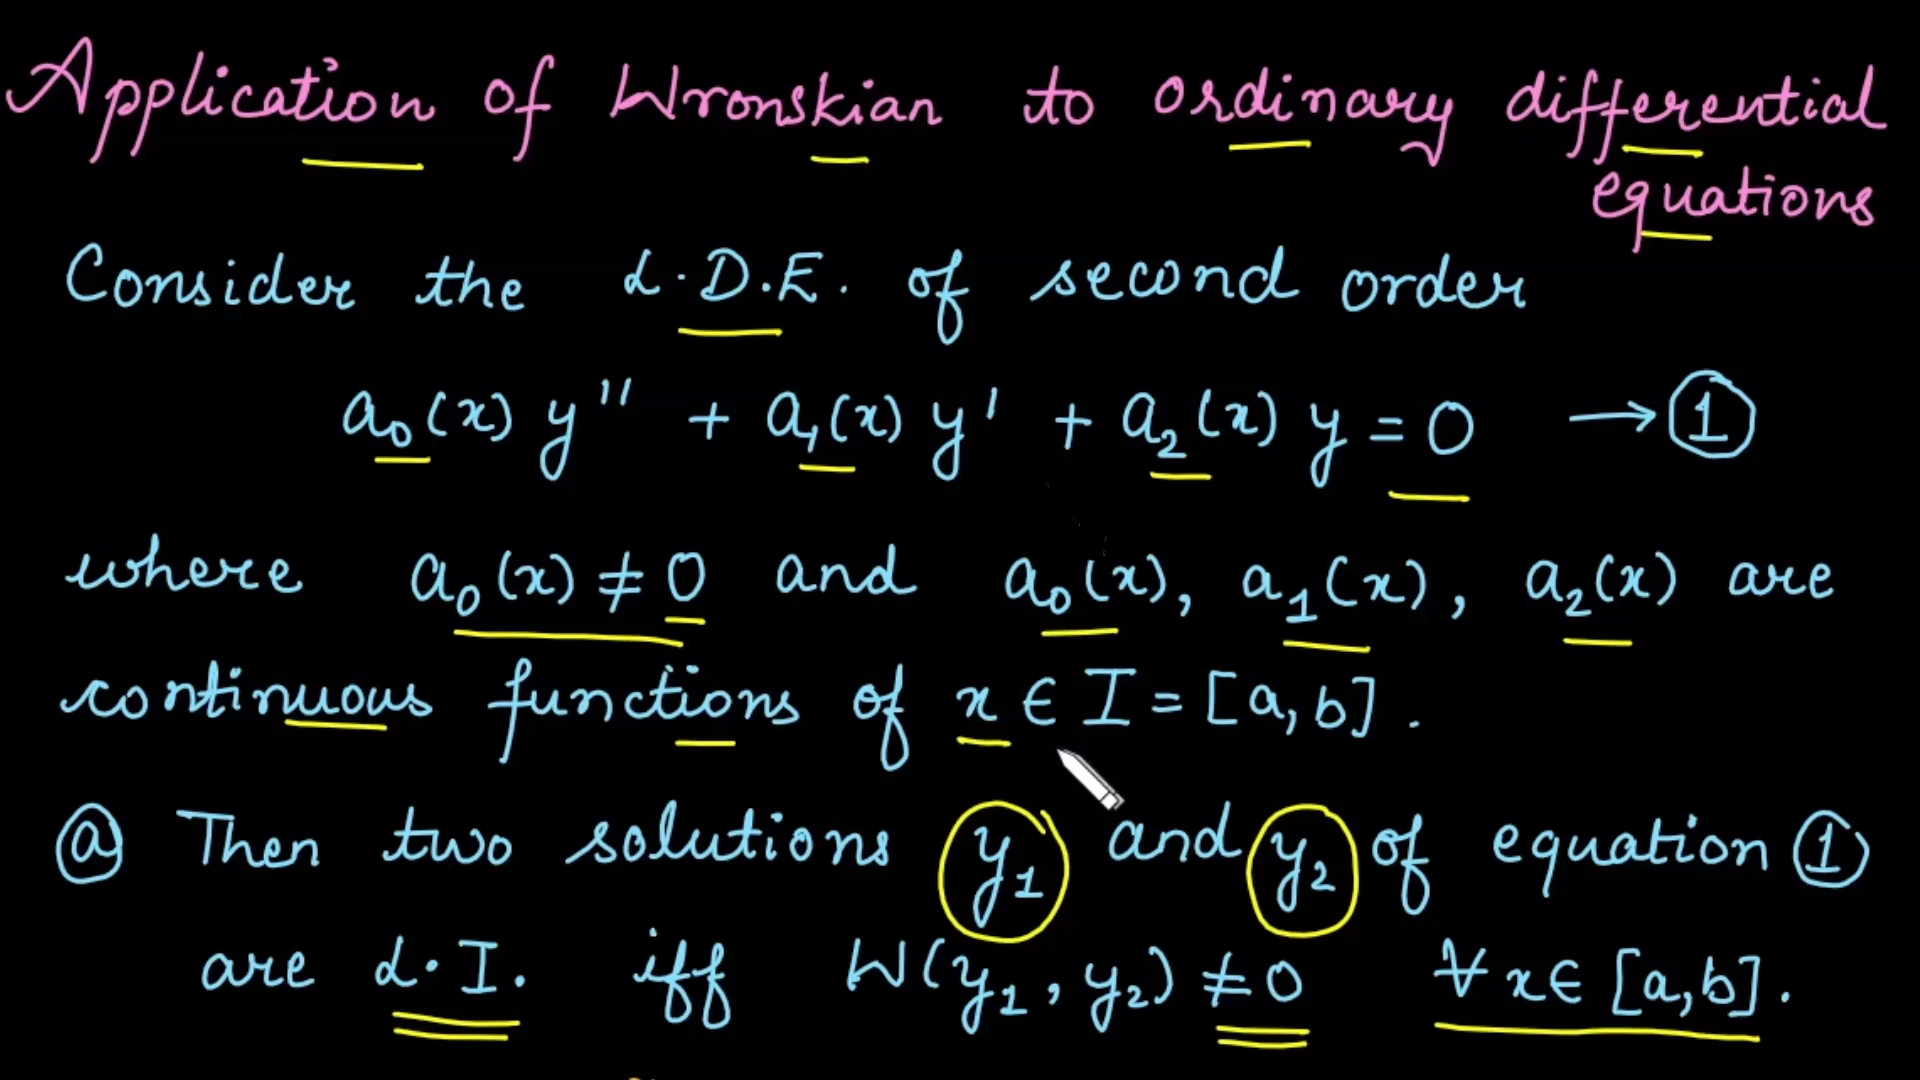 Application of Wronskian to ordinary differential
equations
Consider the L.D.E. of second order
a₀(x) y'' + a₁(x) y' + a₂(x) y = 0 → ①
where a₀(x) ≠ 0 and a₀(x), a₁(x), a₂(x) are
continuous functions of x ∈ I = [a, b].
ⓐ Then two solutions y₁ and y₂ of equation ①
are L.I. iff W(y₁, y₂) ≠ 0 ∀ x ∈ [a, b].